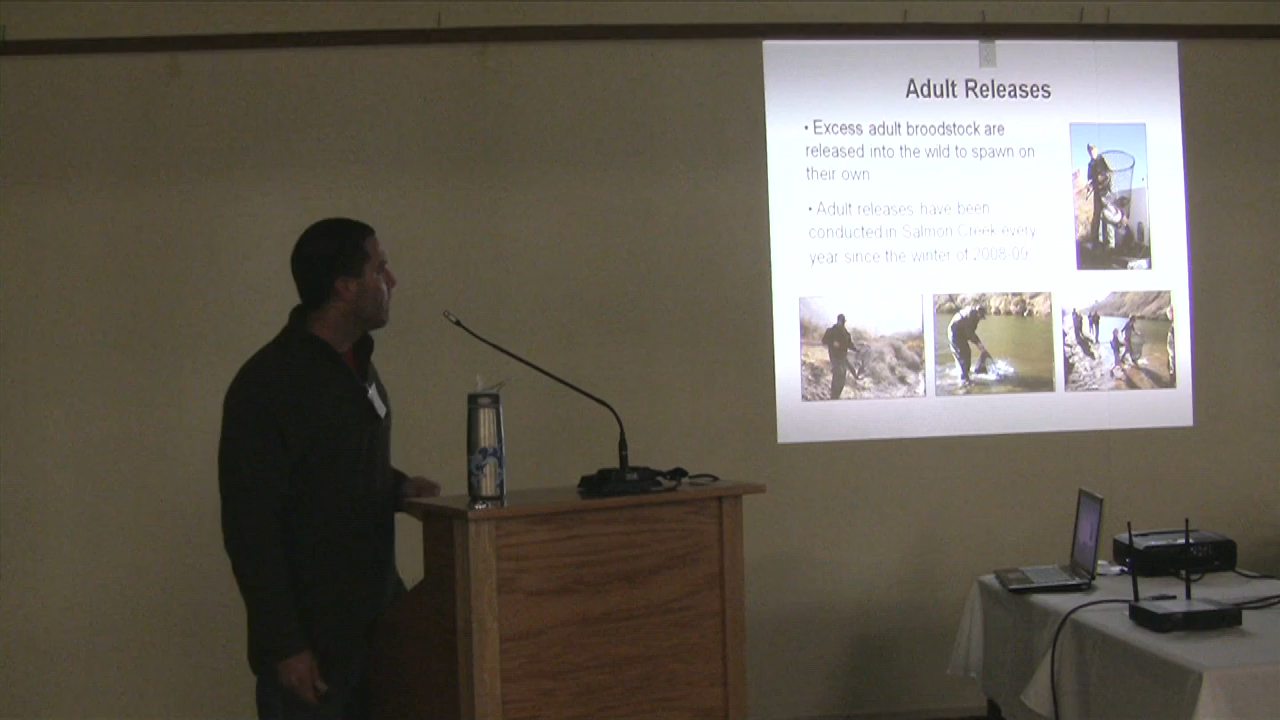 Adult Releases
• Excess adult broodstock are
released into the wild to spawn on
their own
• Adult releases have been
conducted in Salmon Creek every
year since the winter of 2008-09.